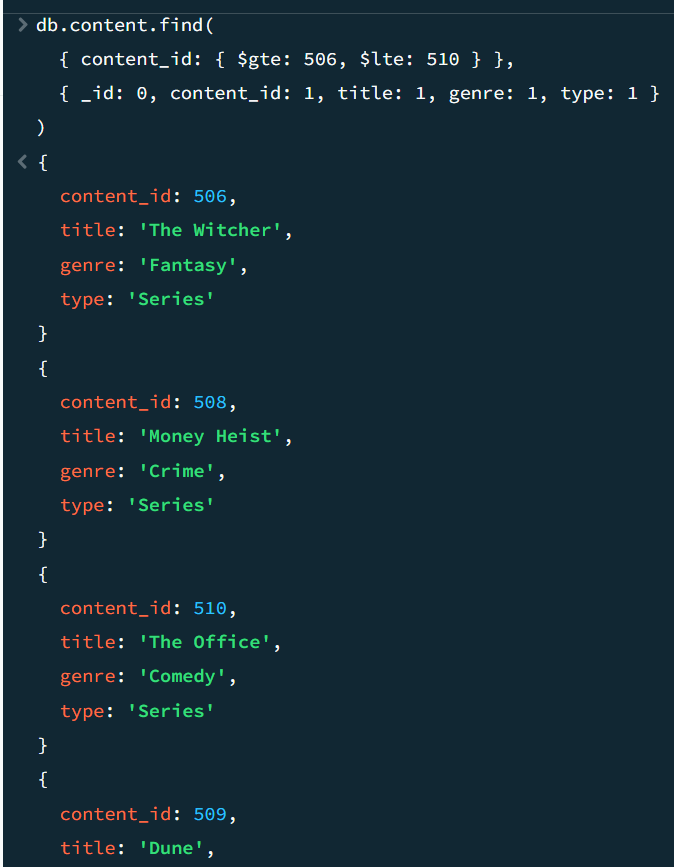 > db.content.find(
{ content_id: { $gte: 506, $lte: 510 } },
{ _id: 0, content_id: 1, title: 1, genre: 1, type: 1 }
)
< {
content_id: 506,
title: 'The Witcher',
genre: 'Fantasy',
type: 'Series'
}
{
content_id: 508,
title: 'Money Heist',
genre: 'Crime',
type: 'Series'
}
{
content_id: 510,
title: 'The Office',
genre: 'Comedy',
type: 'Series'
}
{
content_id: 509,
title: 'Dune',